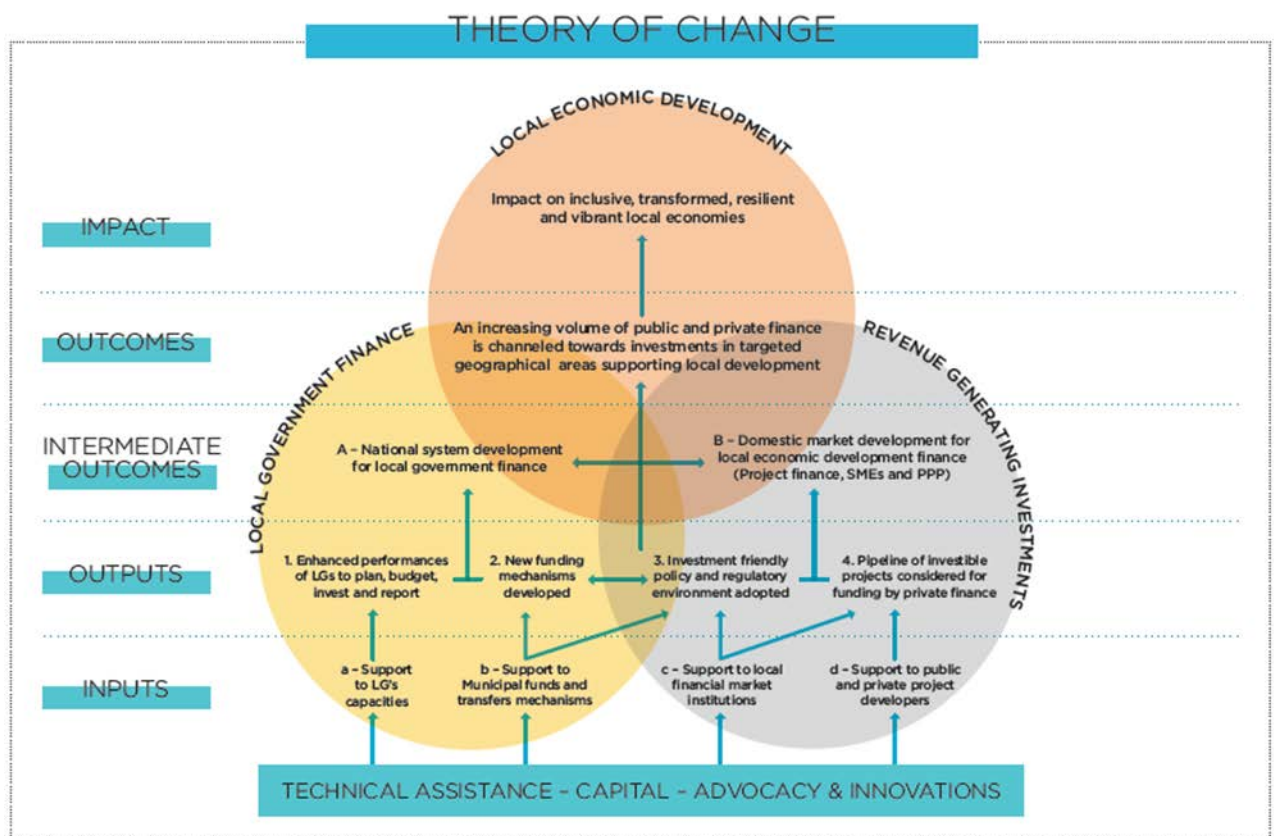 THEORY OF CHANGE
LOCAL ECONOMIC DEVELOPMENT
IMPACT
Impact on inclusive, transformed, resilient
and vibrant local economies
OUTCOMES
An increasing volume of public and private finance
is channeled towards investments in targeted
geographical areas supporting local development
LOCAL GOVERNMENT FINANCE
REVENUE GENERATING INVESTMENTS
INTERMEDIATE
OUTCOMES
A – National system development
for local government finance
B – Domestic market development for
local economic development finance
(Project finance, SMEs and PPP)
OUTPUTS
1. Enhanced performances
of LGs to plan, budget,
invest and report
2. New funding
mechanisms
developed
3. Investment friendly
policy and regulatory
environment adopted
4. Pipeline of investible
projects considered for
funding by private finance
INPUTS
a – Support
to LG's
capacities
b – Support to
Municipal funds and
transfers mechanisms
c – Support to local
financial market
institutions
d – Support to public
and private project
developers
TECHNICAL ASSISTANCE – CAPITAL – ADVOCACY & INNOVATIONS